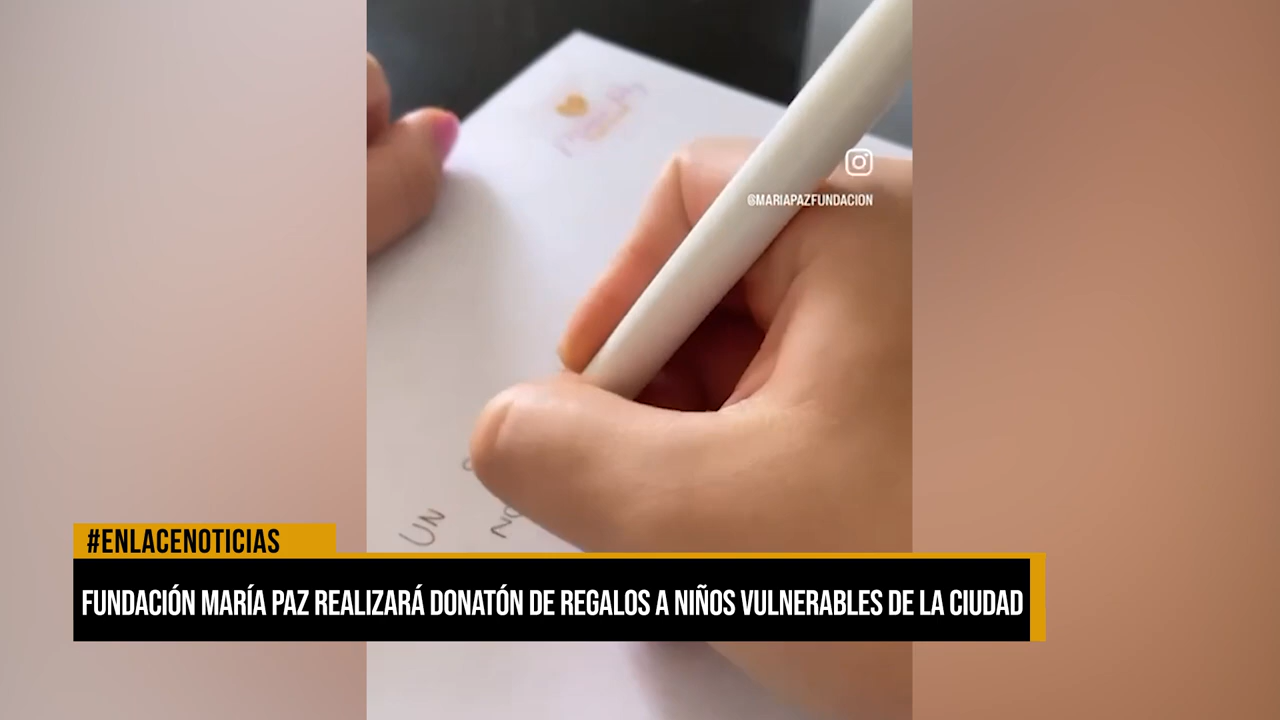 @MARIAPAZFUNDACION
UN
#ENLACENOTICIAS
FUNDACIÓN MARÍA PAZ REALIZARÁ DONATÓN DE REGALOS A NIÑOS VULNERABLES DE LA CIUDAD